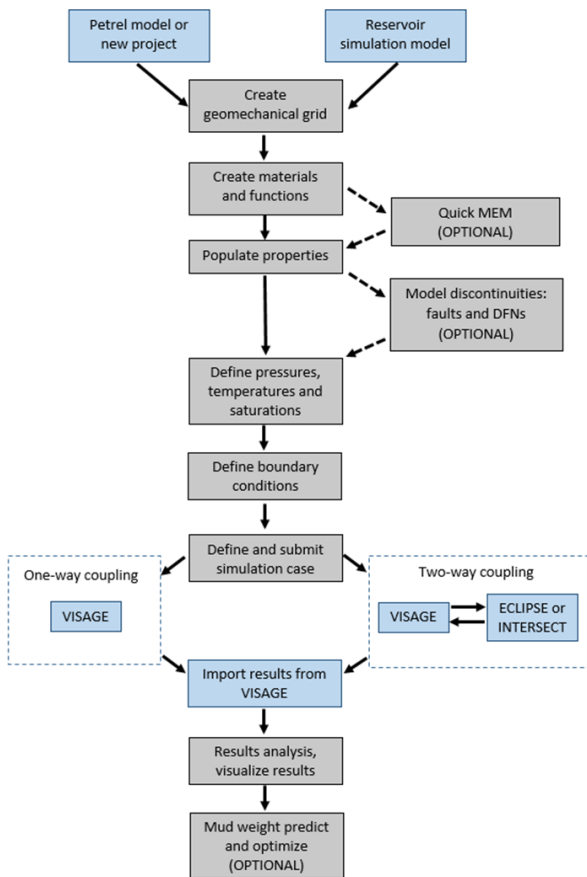 Petrel model or
new project
Reservoir
simulation model
Create
geomechanical grid
Create materials
and functions
Quick MEM
(OPTIONAL)
Populate properties
Model discontinuities:
faults and DFNs
(OPTIONAL)
Define pressures,
temperatures and
saturations
Define boundary
conditions
Define and submit
simulation case
One-way coupling
VISAGE
Two-way coupling
VISAGE
ECLIPSE or
INTERSECT
Import results from
VISAGE
Results analysis,
visualize results
Mud weight predict
and optimize
(OPTIONAL)